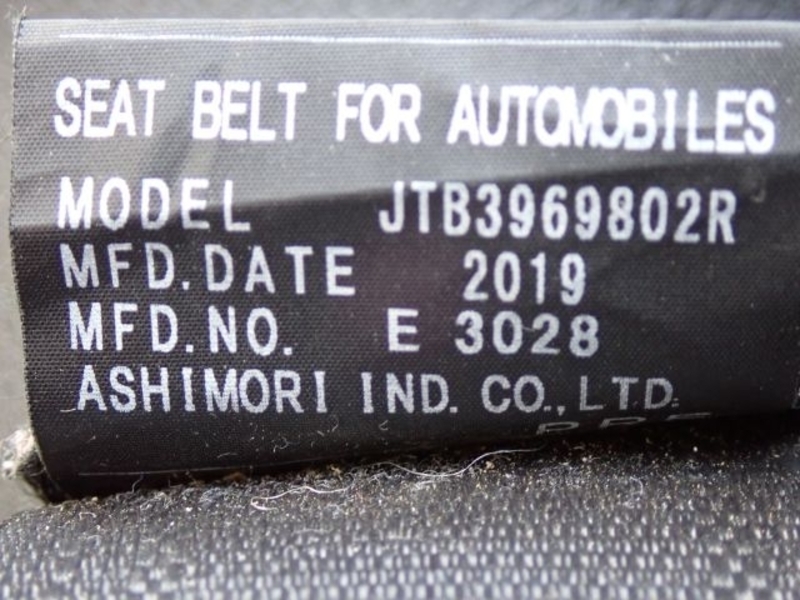 SEAT BELT FOR AUTOMOBILES
MODEL JTB3969802R
MFD.DATE 2019
MFD.NO. E 3028
ASHIMORI IND. CO., LTD.